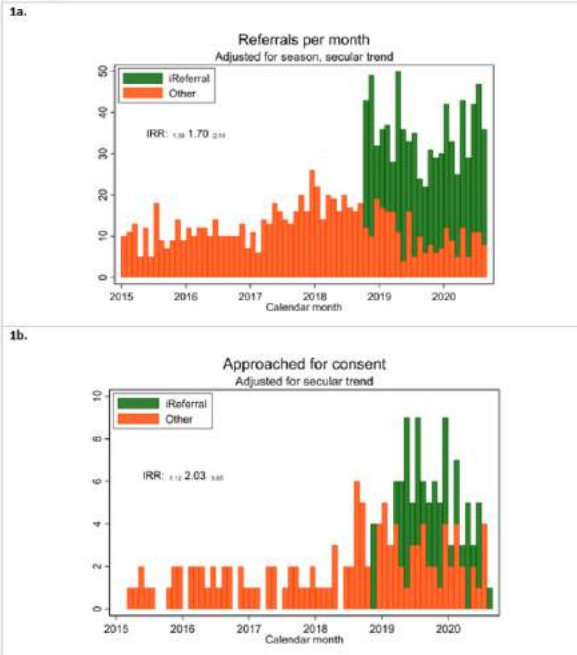 1a.
Referrals per month
Adjusted for season, secular trend
50
iReferral
Other
40
IRR: 1.70
30
20
10
0
2015 2016 2017 2018 2019 2020
Calendar month
1b.
Approached for consent
Adjusted for secular trend
10
iReferral
Other
8
IRR: 1.12 2.03
6
4
2
0
2015 2016 2017 2018 2019 2020
Calendar month